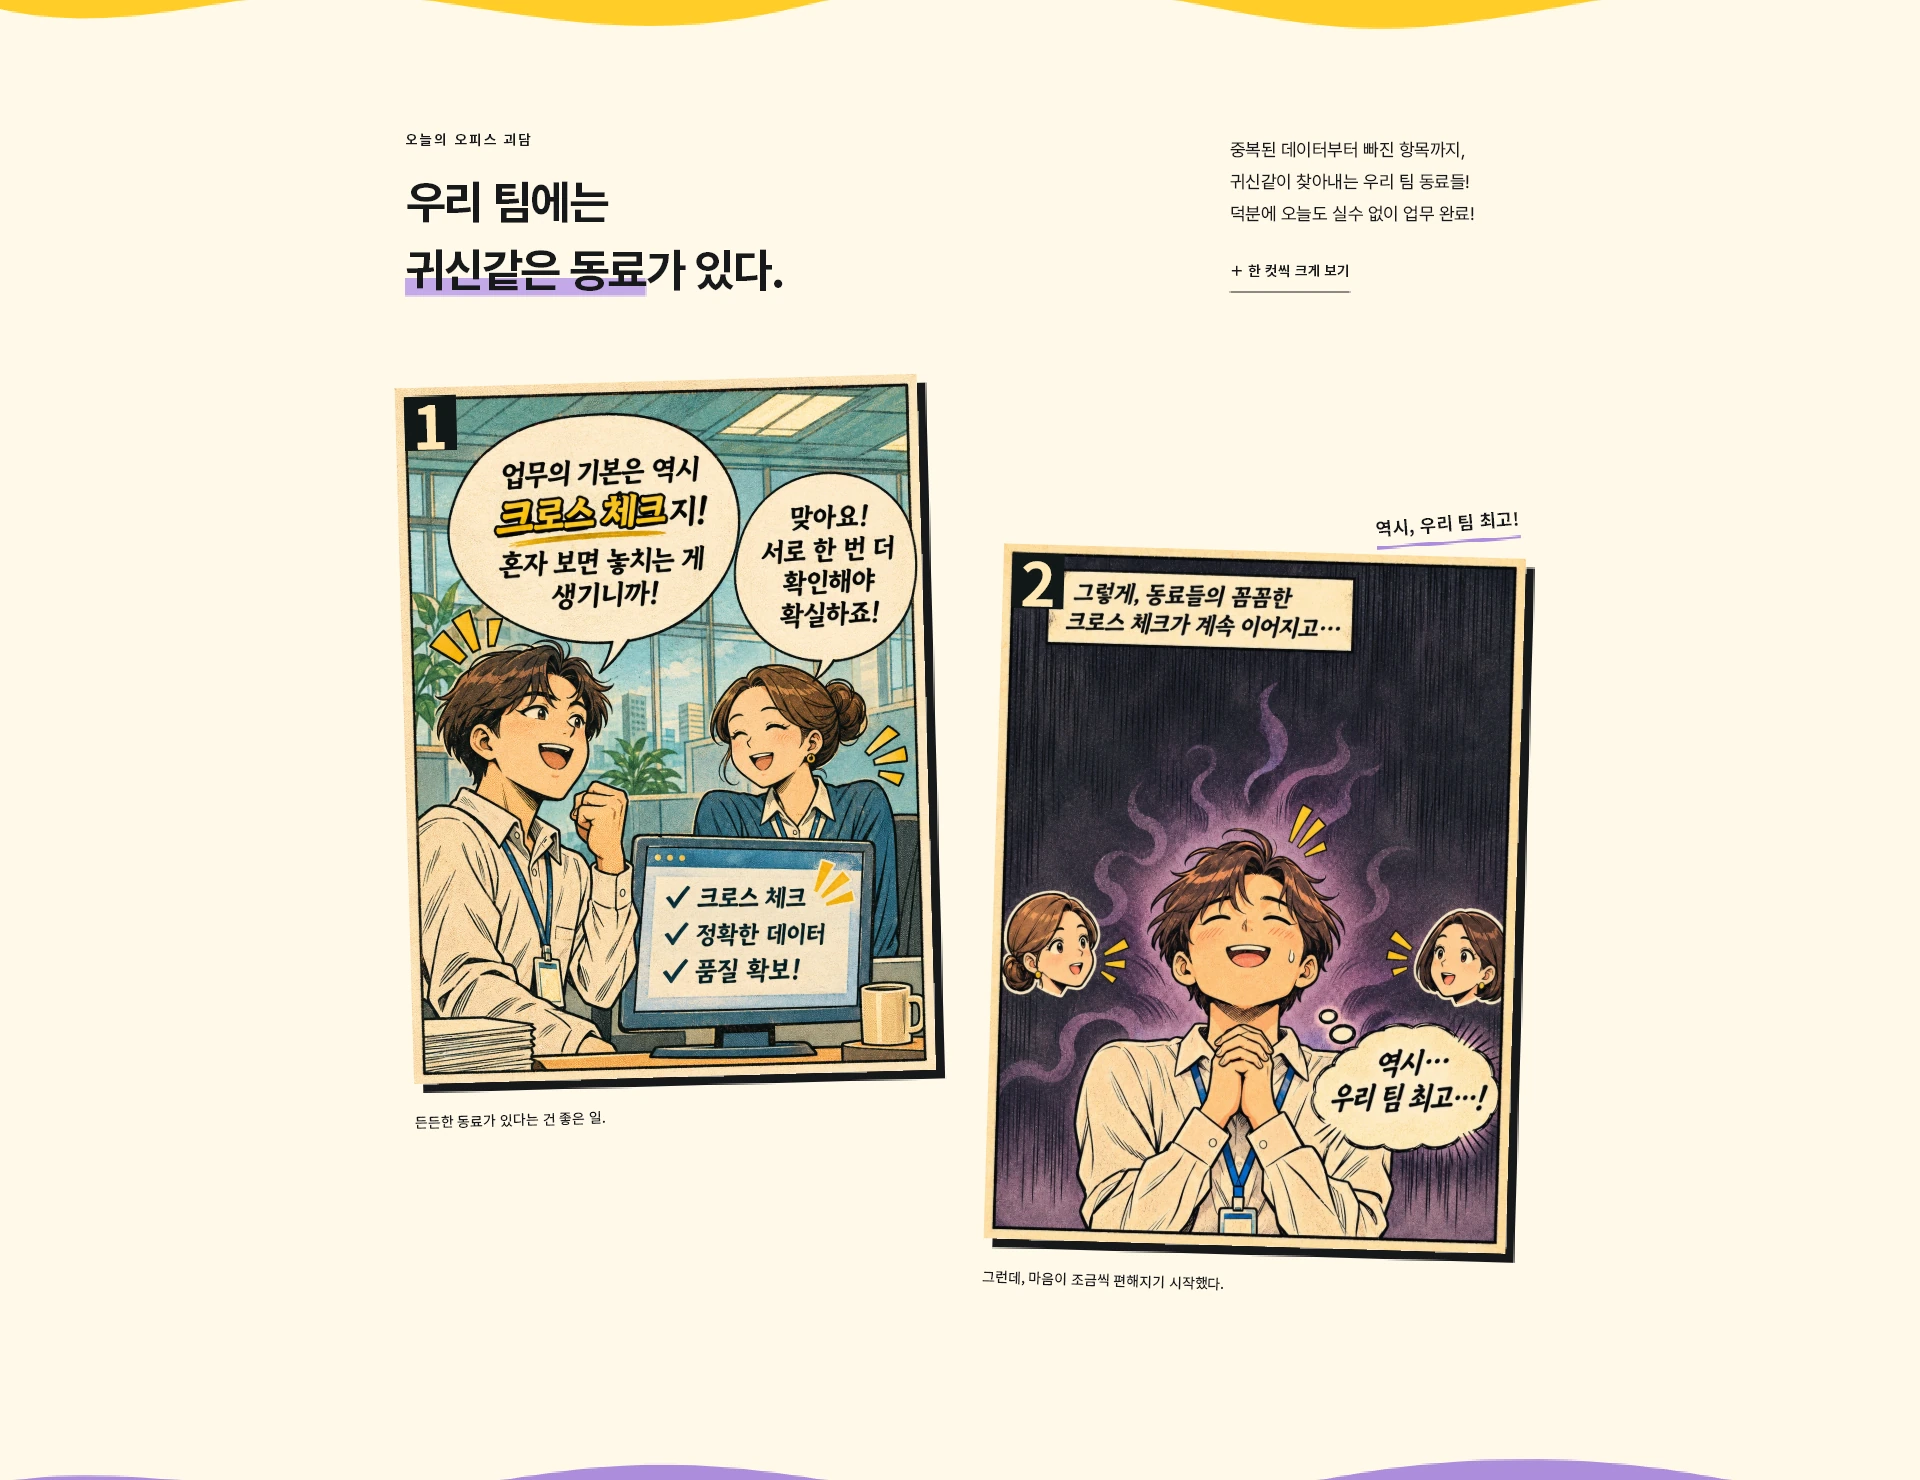 오늘의 오피스 괴담
우리 팀에는
귀신같은 동료가 있다.
중복된 데이터부터 빠진 항목까지,
귀신같이 찾아내는 우리 팀 동료들!
덕분에 오늘도 실수 없이 업무 완료!
+ 한 컷씩 크게 보기
1
업무의 기본은 역시
크로스 체크지!
혼자 보면 놓치는 게
생기니까!
맞아요!
서로 한 번 더
확인해야
확실하죠!
✓ 크로스 체크
✓ 정확한 데이터
✓ 품질 확보!
든든한 동료가 있다는 건 좋은 일.
역시, 우리 팀 최고!
2
그렇게, 동료들의 꼼꼼한
크로스 체크가 계속 이어지고…
역시…
우리 팀 최고…!
그런데, 마음이 조금씩 편해지기 시작했다.